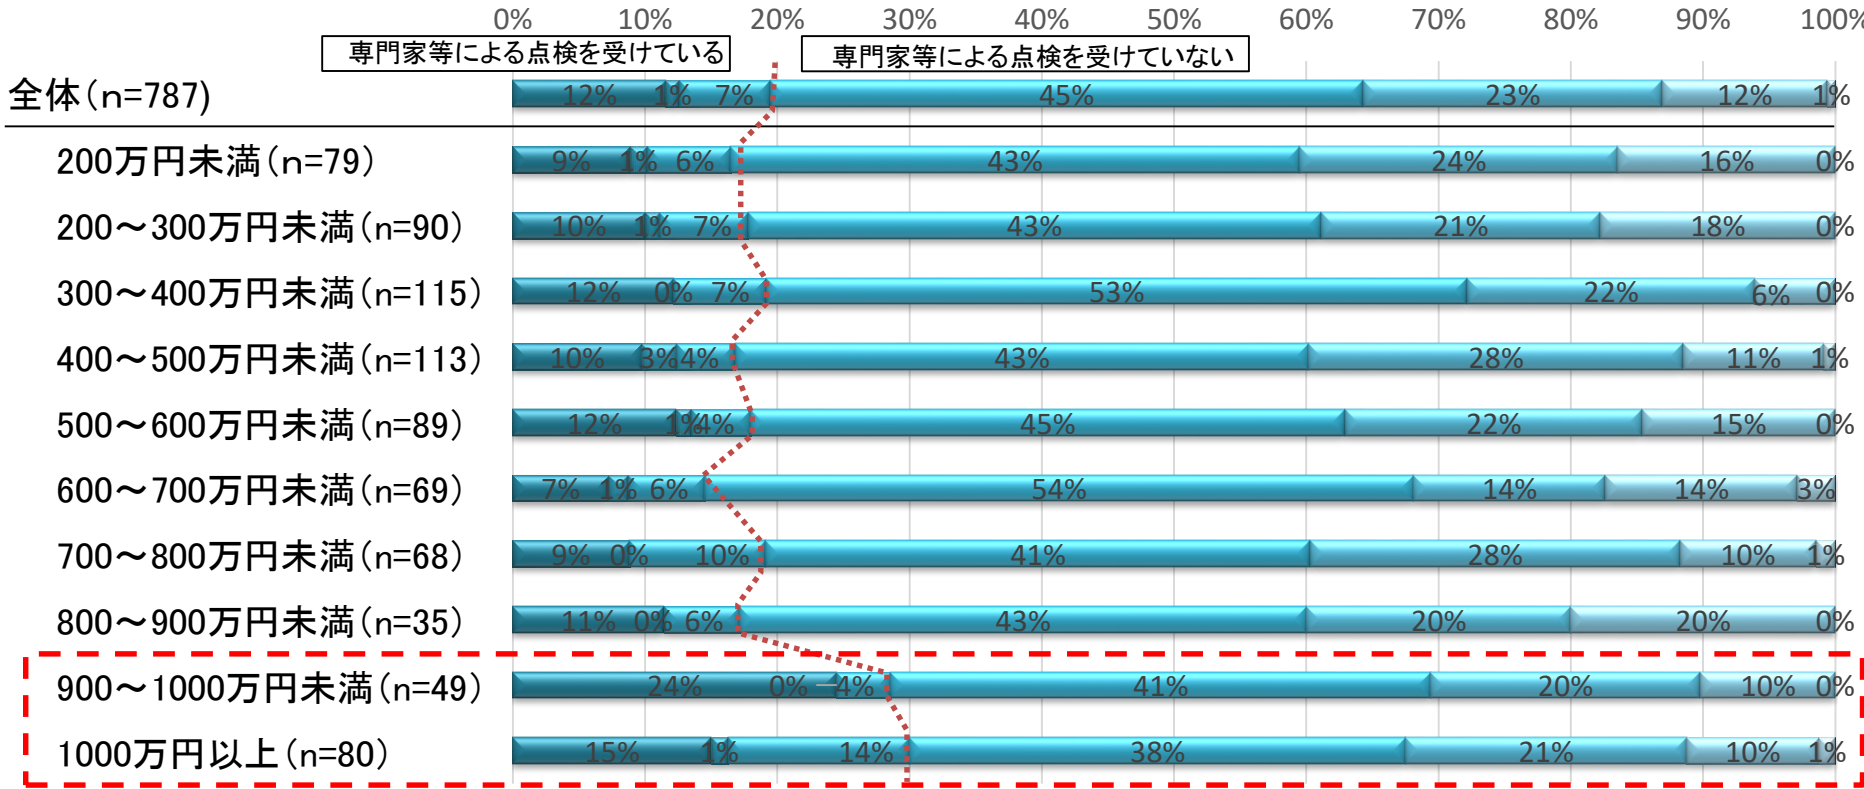 0% 10% 20% 30% 40% 50% 60% 70% 80% 90% 100%
専門家等による点検を受けている 専門家等による点検を受けていない
全体(n=787) 12% 1% 7% 45% 23% 12% 1%
200万円未満(n=79) 9% 1% 6% 43% 24% 16% 0%
200～300万円未満(n=90) 10% 1% 7% 43% 21% 18% 0%
300～400万円未満(n=115) 12% 0% 7% 53% 22% 6% 0%
400～500万円未満(n=113) 10% 3% 4% 43% 28% 11% 1%
500～600万円未満(n=89) 12% 1% 4% 45% 22% 15% 0%
600～700万円未満(n=69) 7% 1% 6% 54% 14% 14% 3%
700～800万円未満(n=68) 9% 0% 10% 41% 28% 10% 1%
800～900万円未満(n=35) 11% 0% 6% 43% 20% 20% 0%
900～1000万円未満(n=49) 24% 0% 4% 41% 20% 10% 0%
1000万円以上(n=80) 15% 1% 14% 38% 21% 10% 1%